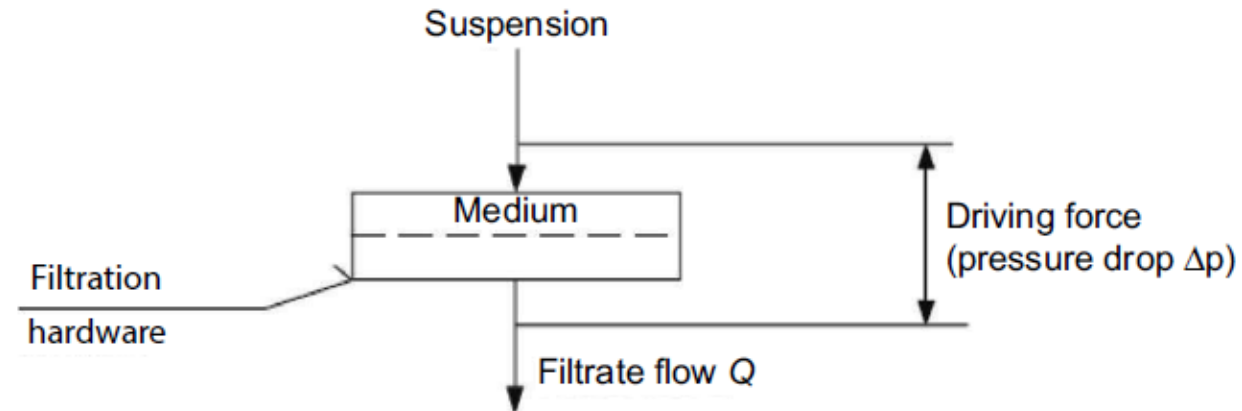 Suspension
Medium
Driving force
(pressure drop Δp)
Filtration
hardware
Filtrate flow Q